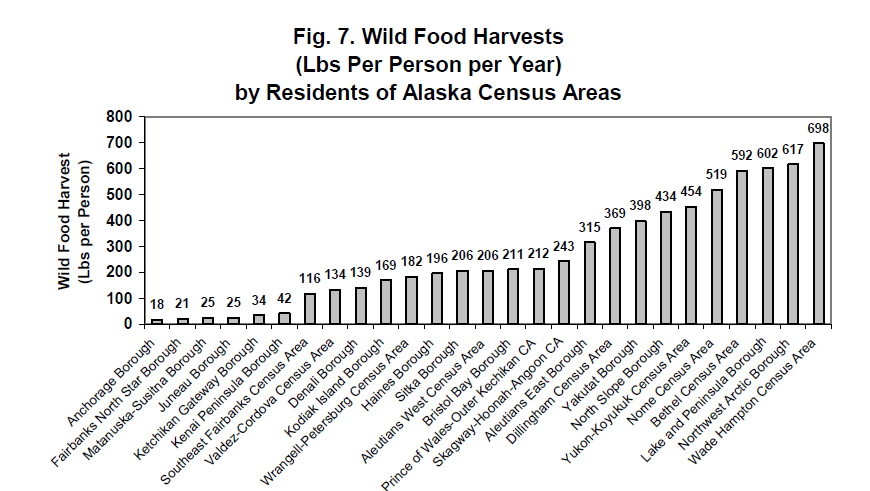 Fig. 7. Wild Food Harvests
(Lbs Per Person per Year)
by Residents of Alaska Census Areas
Wild Food Harvest
(Lbs per Person)
800
700
600
500
400
300
200
100
0
18 21 25 25 34 42 116 134 139 169 182 196 206 206 211 212 243 315 369 398 434 454 519 592 602 617 698
Anchorage Borough
Fairbanks North Star Borough
Matanuska-Susitna Borough
Juneau Borough
Ketchikan Gateway Borough
Kenai Peninsula Borough
Southeast Fairbanks Census Area
Valdez-Cordova Census Area
Denali Borough
Kodiak Island Borough
Wrangell-Petersburg Census Area
Haines Borough
Sitka Borough
Aleutians West Census Area
Bristol Bay Borough
Prince of Wales-Outer Kechikan CA
Skagway-Hoonah-Angoon CA
Aleutians East Borough
Dillingham Census Area
Yakutat Borough
North Slope Borough
Yukon-Koyukuk Census Area
Nome Census Area
Bethel Census Area
Lake and Peninsula Borough
Northwest Arctic Borough
Wade Hampton Census Area